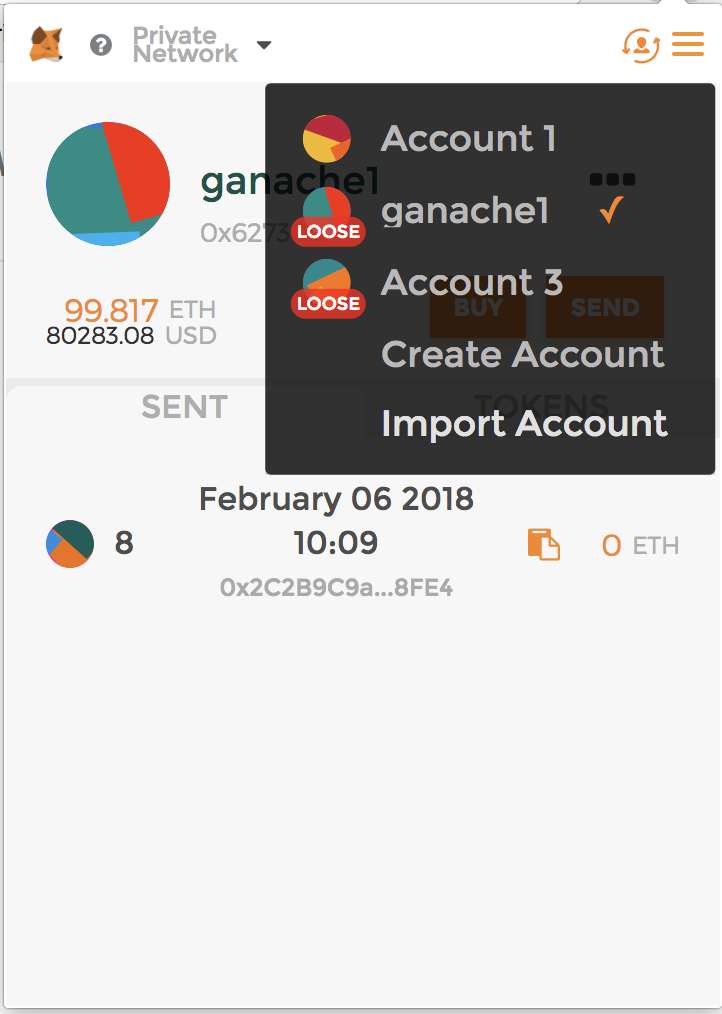 ?
Private
Network
Account 1
ganache1
ganache1
✓
0x6273
LOOSE
Account 3
LOOSE
99.817 ETH
BUY
SEND
80283.08 USD
Create Account
SENT
TOKENS
Import Account
February 06 2018
8
10:09
0 ETH
0x2C2B9C9a...8FE4